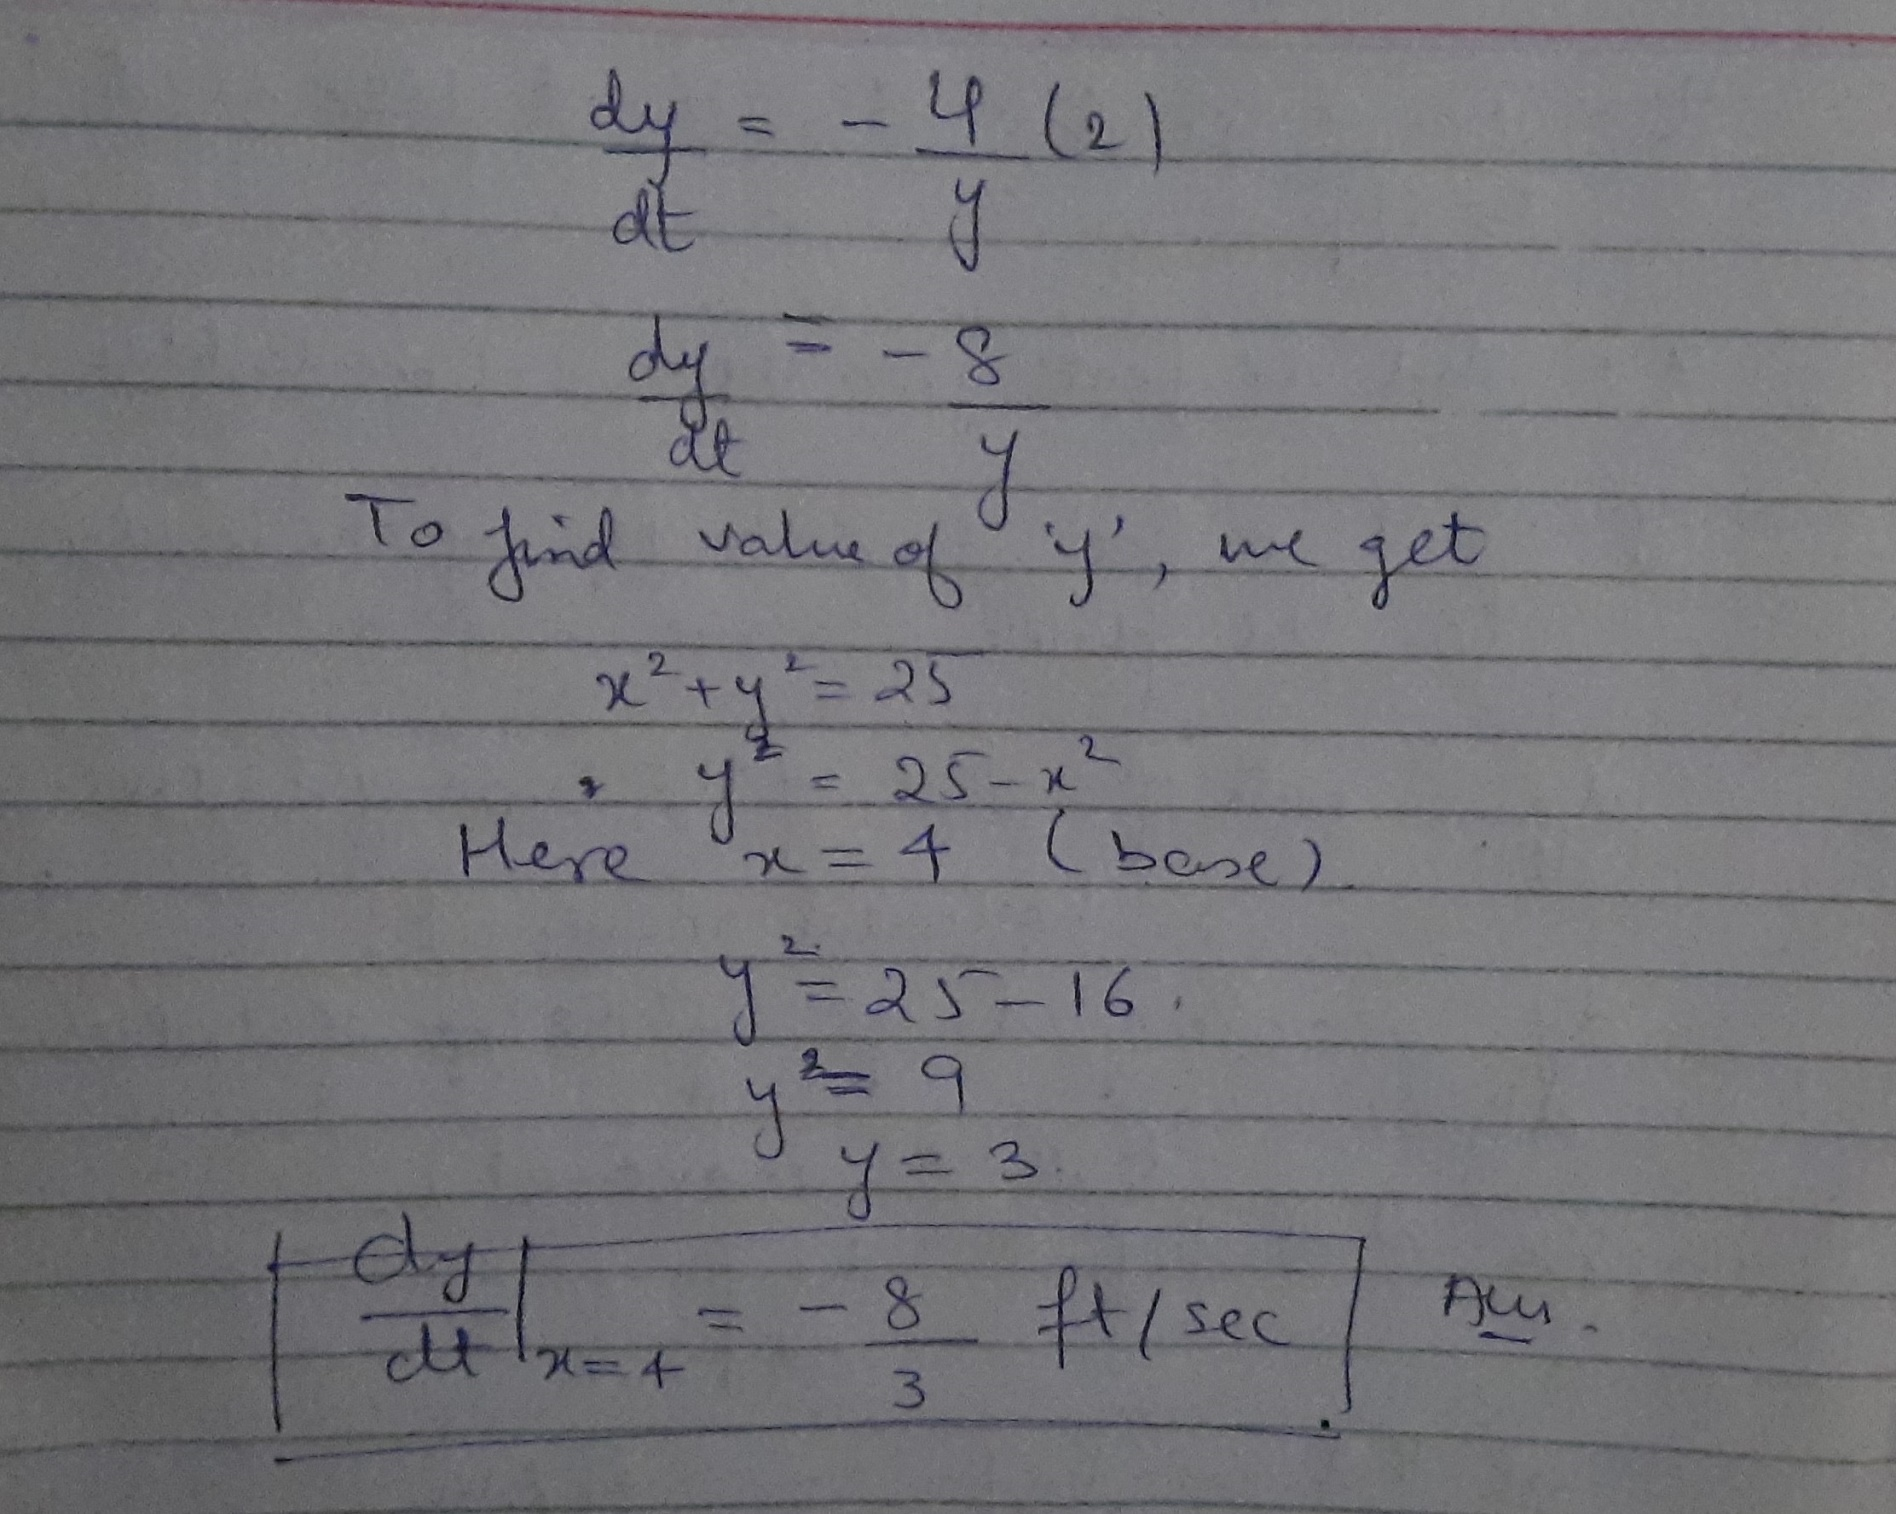 dy/dt = - 4/y (2)
dy/dt = - 8/y
To find value of 'y', we get
x² + y² = 25
y² = 25 - x²
Here x = 4 (base)
y² = 25 - 16.
y² = 9
y = 3.
dy/dt |x=4 = - 8/3 ft/sec Ans.